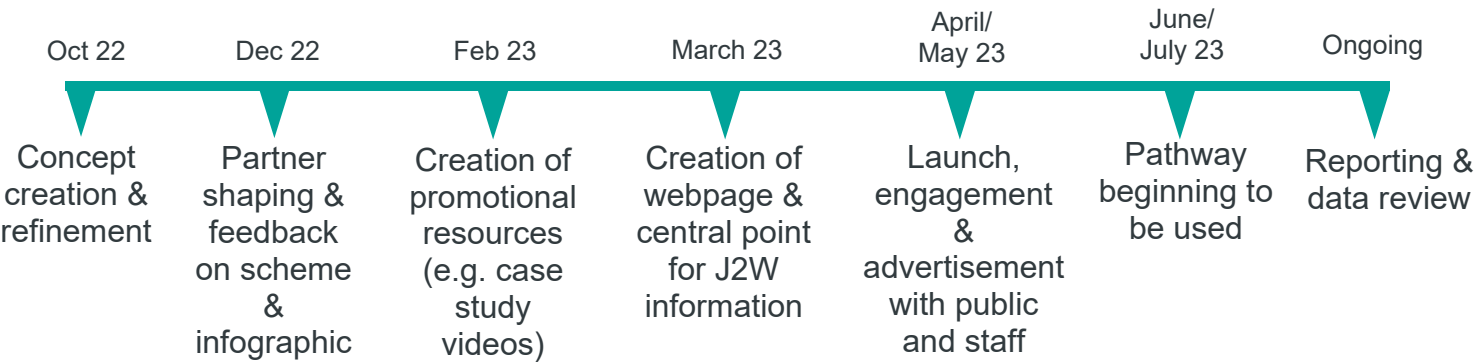 Oct 22
Dec 22
Feb 23
March 23
April/
May 23
June/
July 23
Ongoing
Concept
creation &
refinement
Partner
shaping &
feedback
on scheme
&
infographic
Creation of
promotional
resources
(e.g. case
study
videos)
Creation of
webpage &
central point
for J2W
information
Launch,
engagement
&
advertisement
with public
and staff
Pathway
beginning to
be used
Reporting &
data review